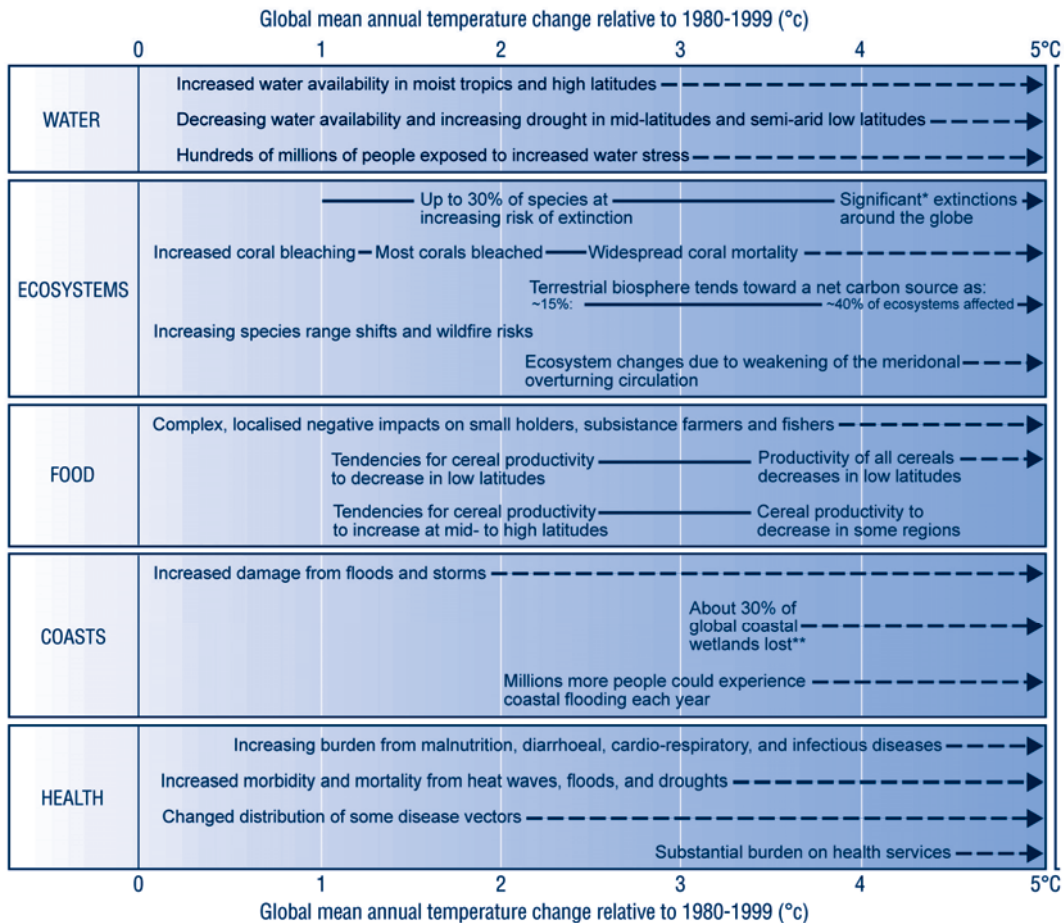 Global mean annual temperature change relative to 1980-1999 (°c)
0 1 2 3 4 5°C
WATER
Increased water availability in moist tropics and high latitudes
Decreasing water availability and increasing drought in mid-latitudes and semi-arid low latitudes
Hundreds of millions of people exposed to increased water stress
ECOSYSTEMS
Up to 30% of species at
increasing risk of extinction
Significant* extinctions
around the globe
Increased coral bleaching Most corals bleached Widespread coral mortality
Terrestrial biosphere tends toward a net carbon source as:
~15%: ~40% of ecosystems affected
Increasing species range shifts and wildfire risks
Ecosystem changes due to weakening of the meridonal
overturning circulation
FOOD
Complex, localised negative impacts on small holders, subsistance farmers and fishers
Tendencies for cereal productivity
to decrease in low latitudes
Productivity of all cereals
decreases in low latitudes
Tendencies for cereal productivity
to increase at mid- to high latitudes
Cereal productivity to
decrease in some regions
COASTS
Increased damage from floods and storms
About 30% of
global coastal
wetlands lost**
Millions more people could experience
coastal flooding each year
HEALTH
Increasing burden from malnutrition, diarrhoeal, cardio-respiratory, and infectious diseases
Increased morbidity and mortality from heat waves, floods, and droughts
Changed distribution of some disease vectors
Substantial burden on health services
0 1 2 3 4 5°C
Global mean annual temperature change relative to 1980-1999 (°c)